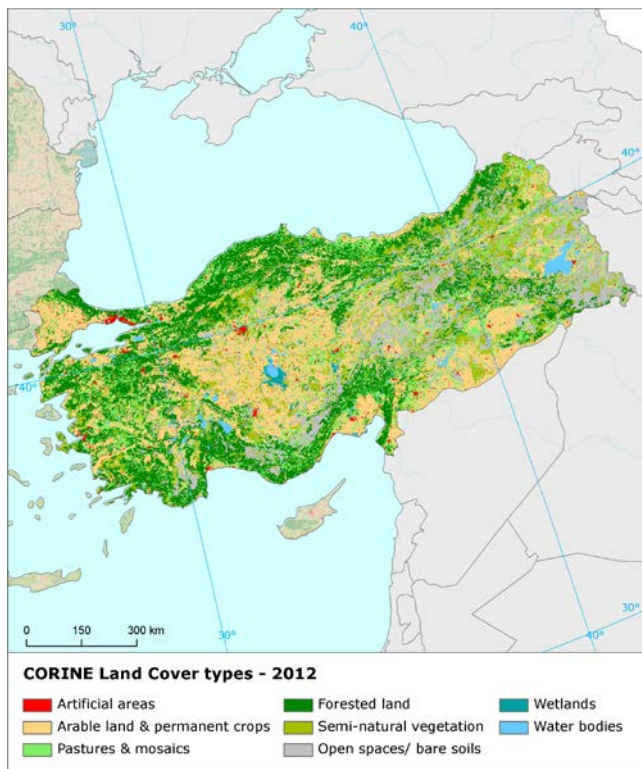 30°
40°
40°
40°
30°
0 150 300 km
30°
40°
CORINE Land Cover types - 2012
Artificial areas Forested land Wetlands
Arable land & permanent crops Semi-natural vegetation Water bodies
Pastures & mosaics Open spaces/ bare soils